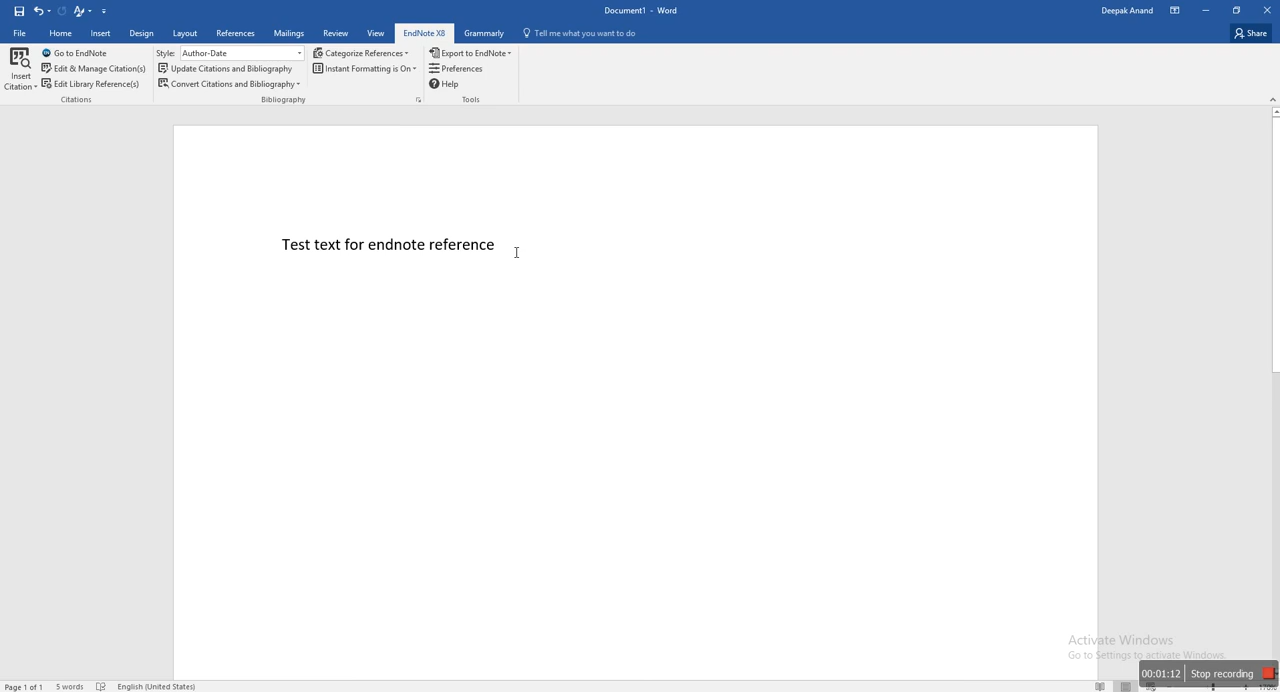 Document1 - Word
Deepak Anand
File Home Insert Design Layout References Mailings Review View EndNote X8 Grammarly Tell me what you want to do Share
Insert Citation
Go to EndNote
Edit & Manage Citation(s)
Edit Library Reference(s)
Citations
Style: Author-Date
Update Citations and Bibliography
Convert Citations and Bibliography
Categorize References
Instant Formatting is On
Bibliography
Export to EndNote
Preferences
Help
Tools
Test text for endnote reference
Activate Windows
Go to Settings to activate Windows.
00:01:12 Stop recording
Page 1 of 1 5 words English (United States)